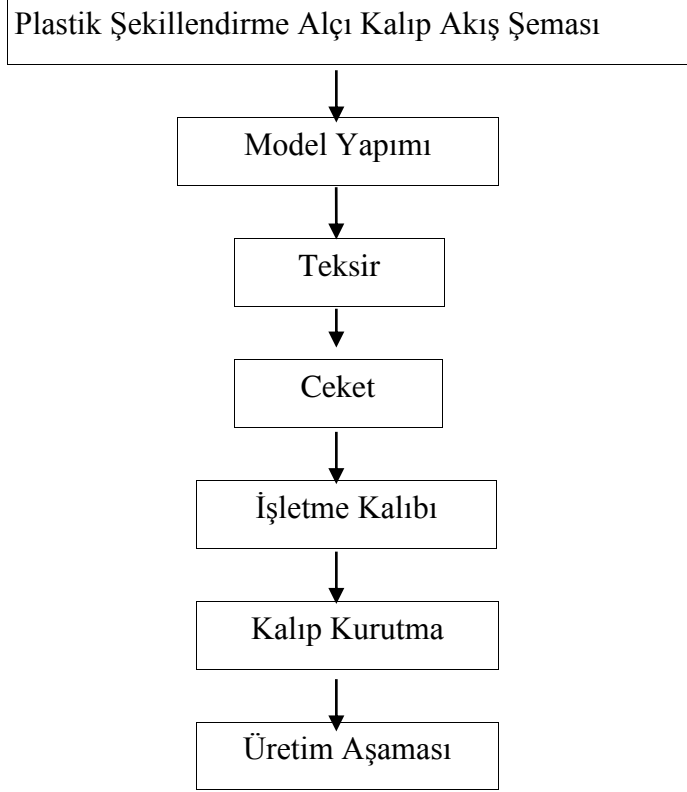 Plastik Şekillendirme Alçı Kalıp Akış Şeması
Model Yapımı
Teksir
Ceket
İşletme Kalıbı
Kalıp Kurutma
Üretim Aşaması